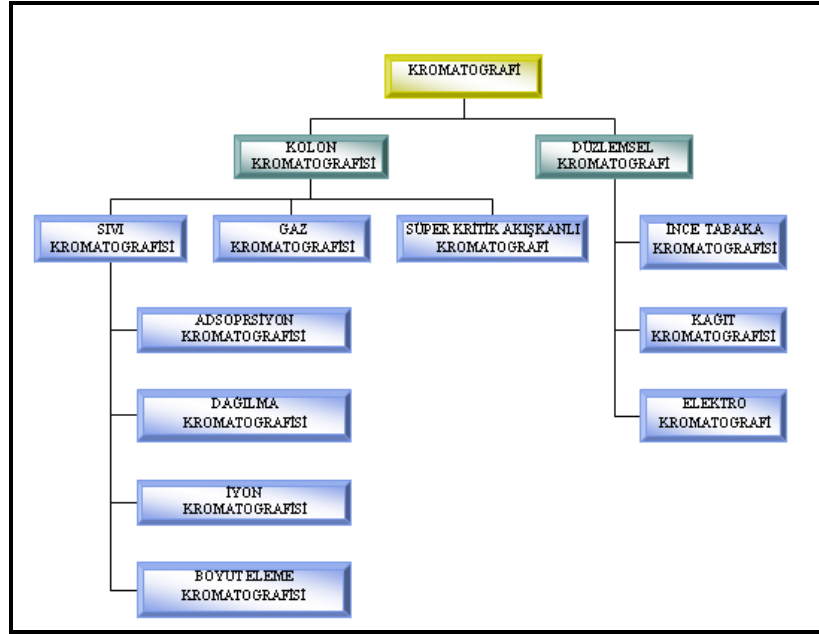 KROMATOGRAFİ
KOLON
KROMATOGRAFİSİ
DÜZLEMSEL
KROMATOGRAFİ
SIVI
KROMATOGRAFİSİ
GAZ
KROMATOGRAFİSİ
SÜPER KRİTİK AKIŞKANLI
KROMATOGRAFİ
İNCE TABAKA
KROMATOGRAFİSİ
ADSOPRSİYON
KROMATOGRAFİSİ
KAĞIT
KROMATOGRAFİSİ
DAĞILMA
KROMATOGRAFİSİ
ELEKTRO
KROMATOGRAFİ
İYON
KROMATOGRAFİSİ
BOYUT ELEME
KROMATOGRAFİSİ